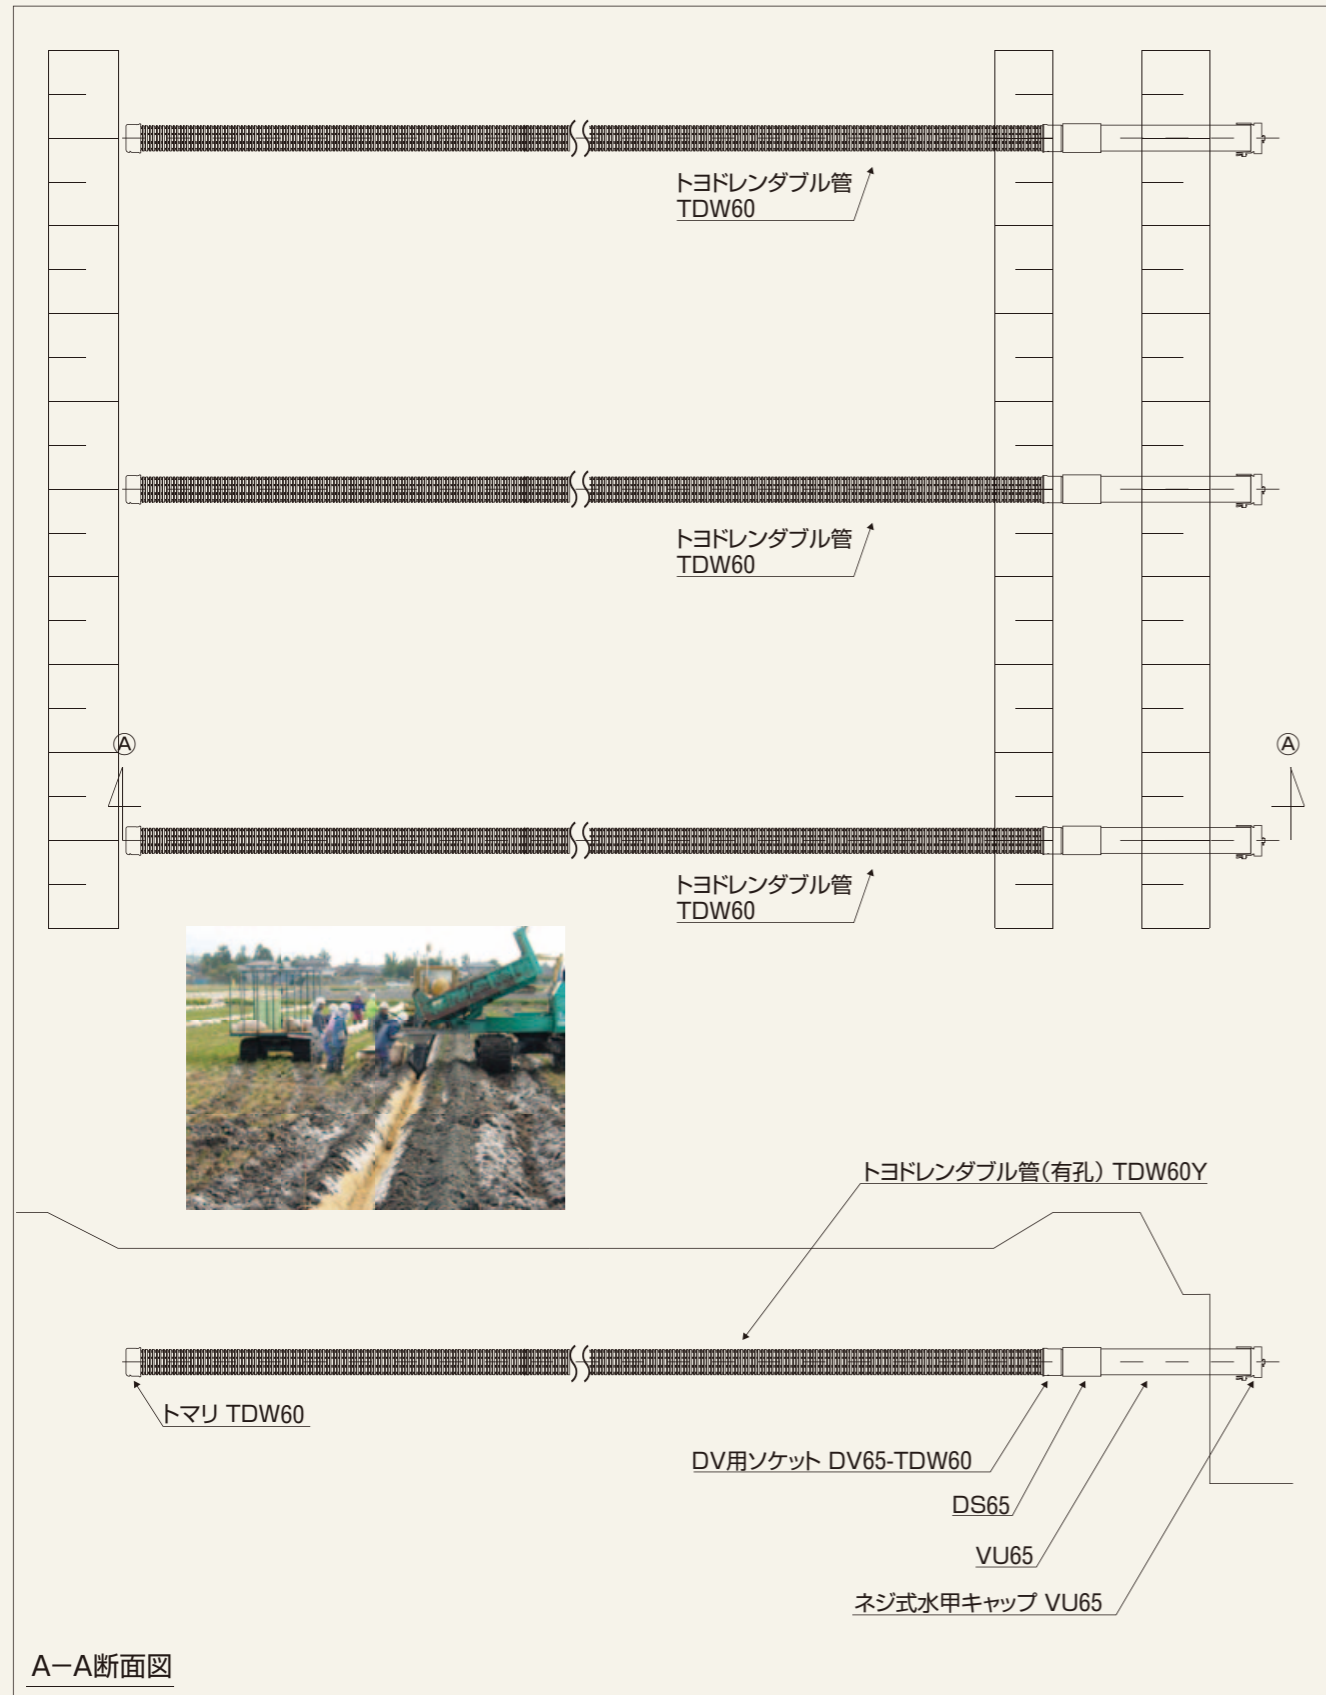 トヨドレンダブル管
TDW60
トヨドレンダブル管
TDW60
Ⓐ
Ⓐ
トヨドレンダブル管
TDW60
トヨドレンダブル管(有孔) TDW60Y
トマリ TDW60
DV用ソケット DV65-TDW60
DS65
VU65
ネジ式水甲キャップ VU65
A−A断面図